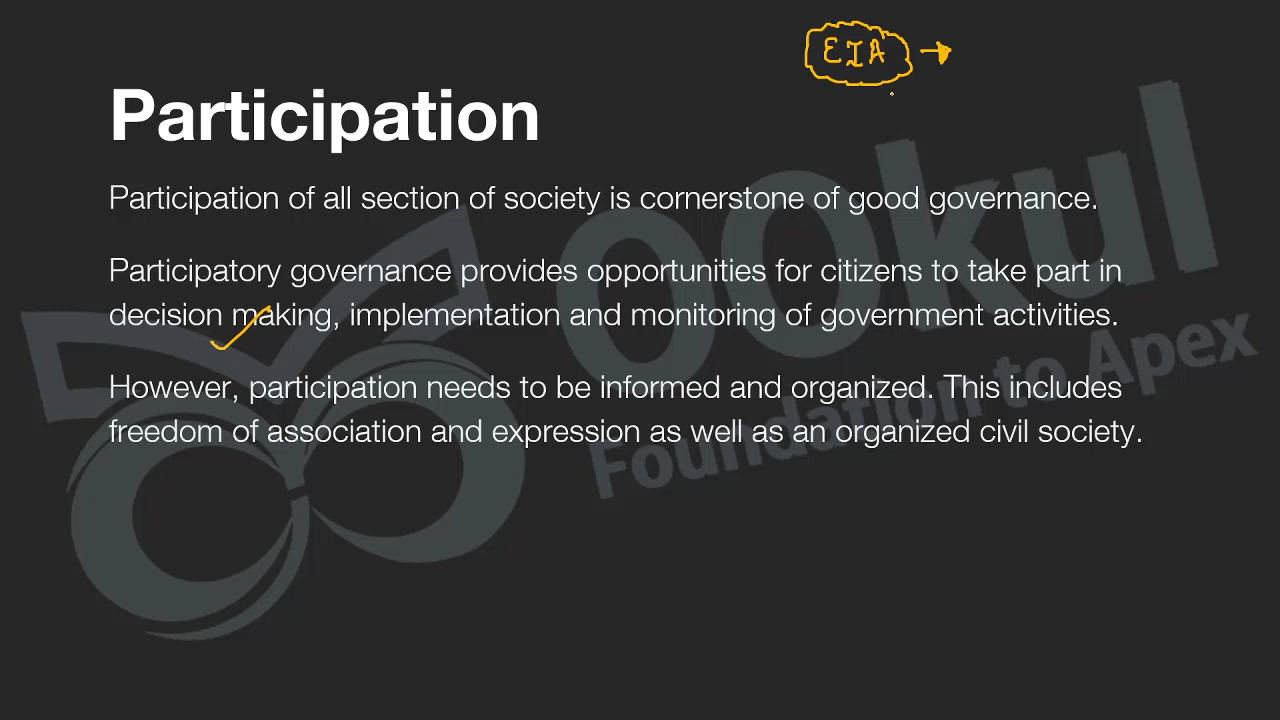 EIA
Participation
Participation of all section of society is cornerstone of good governance.
Participatory governance provides opportunities for citizens to take part in
decision making, implementation and monitoring of government activities.
However, participation needs to be informed and organized. This includes
freedom of association and expression as well as an organized civil society.
OOkul
Foundation to Apex